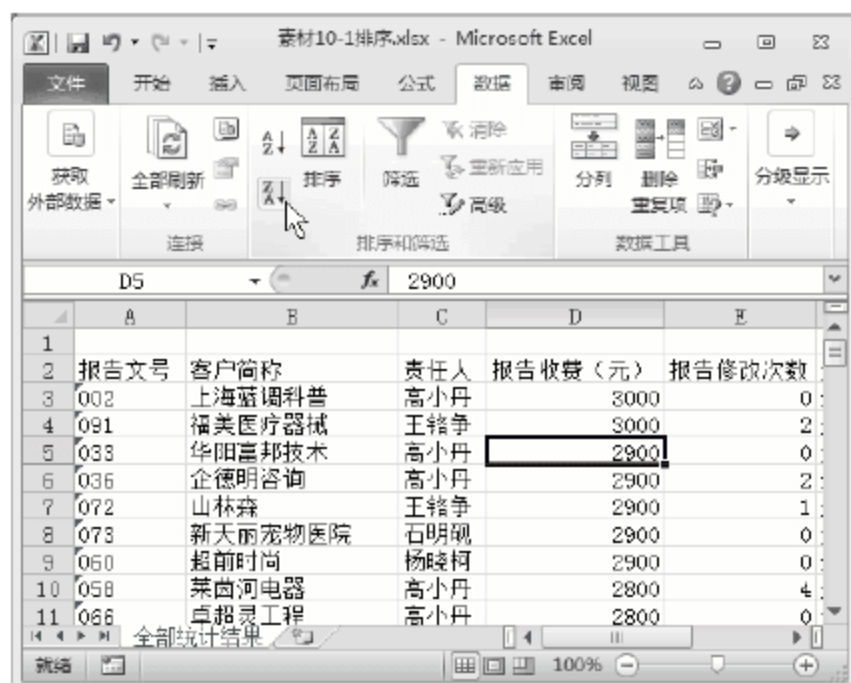 素材10-1排序.xlsx - Microsoft Excel
文件 开始 插入 页面布局 公式 数据 审阅 视图
获取
外部数据
全部刷新
连接
排序
筛选
清除
重新应用
高级
排序和筛选
分列
删除
重复项
数据工具
分级显示
D5 fx 2900
A B C D E
1
2 报告文号 客户简称 责任人 报告收费（元） 报告修改次数
3 002 上海蓝调科普 高小丹 3000 0
4 091 福美医疗器械 王铬争 3000 2
5 033 华阳富邦技术 高小丹 2900 0
6 036 企德明咨询 高小丹 2900 2
7 072 山林森 王铬争 2900 1
8 073 新天丽宠物医院 石明砚 2900 0
9 060 超前时尚 杨晓柯 2900 0
10 058 莱茵河电器 高小丹 2800 4
11 066 卓超灵工程 高小丹 2800 0
全部统计结果
就绪 100%